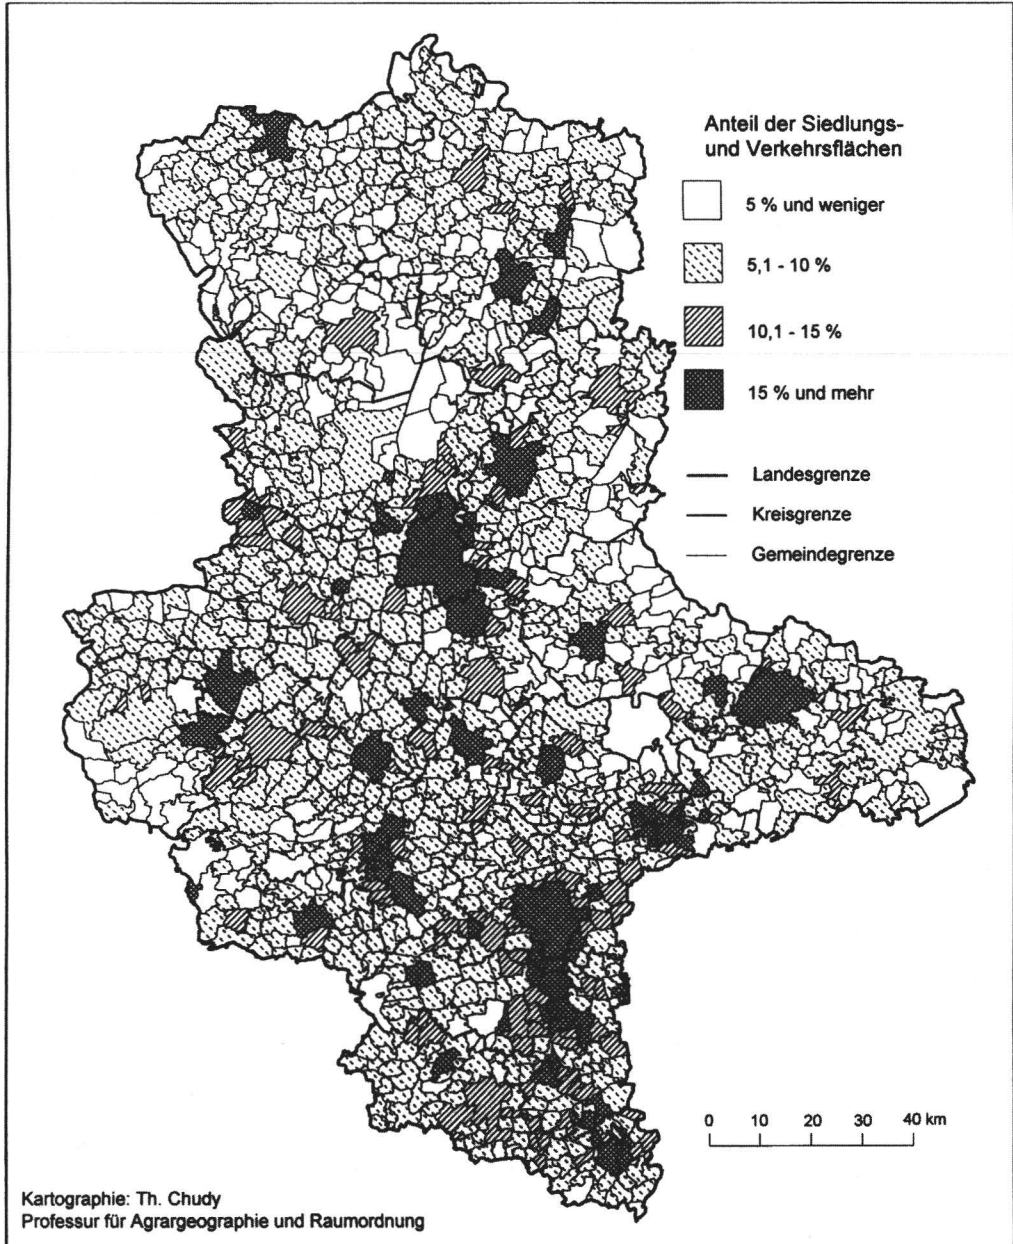 Anteil der Siedlungs-
und Verkehrsflächen
5 % und weniger
5,1 - 10 %
10,1 - 15 %
15 % und mehr
Landesgrenze
Kreisgrenze
Gemeindegrenze
0 10 20 30 40 km
Kartographie: Th. Chudy
Professur für Agrargeographie und Raumordnung